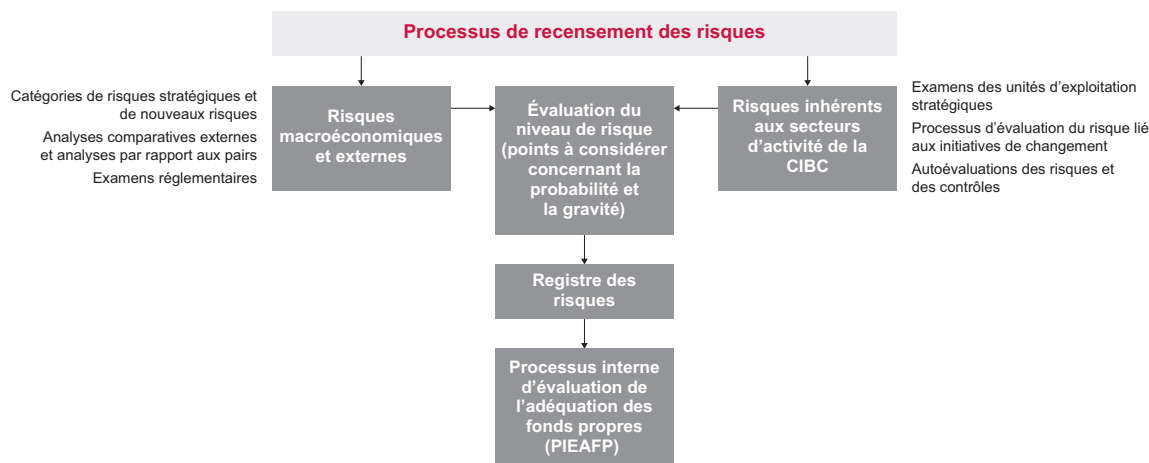 Processus de recensement des risques
Catégories de risques stratégiques et
de nouveaux risques
Analyses comparatives externes
et analyses par rapport aux pairs
Examens réglementaires
Risques
macroéconomiques
et externes
Évaluation du
niveau de risque
(points à considérer
concernant la
probabilité et
la gravité)
Risques inhérents
aux secteurs
d’activité de la
CIBC
Examens des unités d’exploitation
stratégiques
Processus d’évaluation du risque lié
aux initiatives de changement
Autoévaluations des risques et
des contrôles
Registre des
risques
Processus interne
d’évaluation de
l’adéquation des
fonds propres
(PIEAFP)